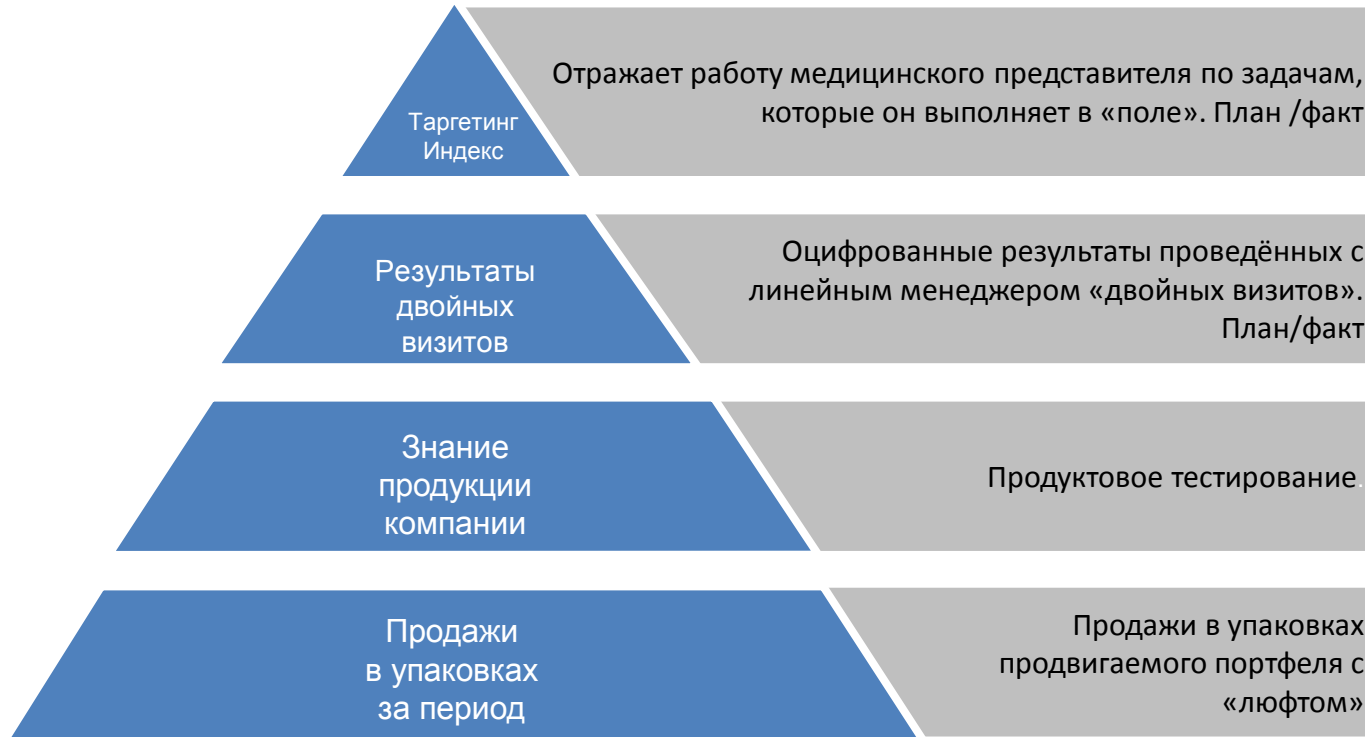 Таргетинг
Индекс
Отражает работу медицинского представителя по задачам,
которые он выполняет в «поле». План /факт
Результаты
двойных
визитов
Оцифрованные результаты проведённых с
линейным менеджером «двойных визитов».
План/факт
Знание
продукции
компании
Продуктовое тестирование.
Продажи
в упаковках
за период
Продажи в упаковках
продвигаемого портфеля с
«люфтом»